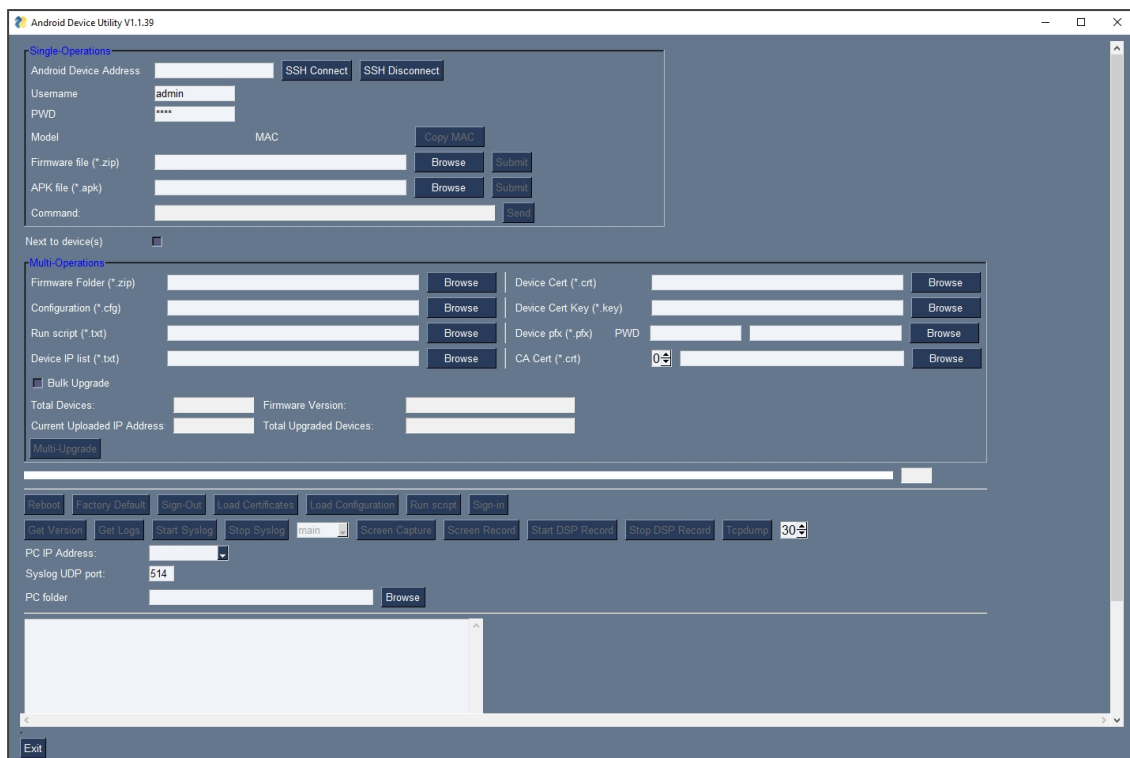 Android Device Utility V1.1.39
Single-Operations
Android Device Address SSH Connect SSH Disconnect
Username admin
PWD ****
Model MAC Copy MAC
Firmware file (*.zip) Browse Submit
APK file (*.apk) Browse Submit
Command: Send
Next to device(s)
Multi-Operations
Firmware Folder (*.zip) Browse Device Cert (*.crt) Browse
Configuration (*.cfg) Browse Device Cert Key (*.key) Browse
Run script (*.txt) Browse Device pfx (*.pfx) PWD Browse
Device IP list (*.txt) Browse CA Cert (*.crt) 0 Browse
Bulk Upgrade
Total Devices: Firmware Version:
Current Uploaded IP Address: Total Upgraded Devices:
Multi-Upgrade
Reboot Factory Default Sign-Out Load Certificates Load Configuration Run script Sign-in
Get Version Get Logs Start Syslog Stop Syslog main Screen Capture Screen Record Start DSP Record Stop DSP Record Tcpdump 30
PC IP Address:
Syslog UDP port: 514
PC folder Browse
Exit